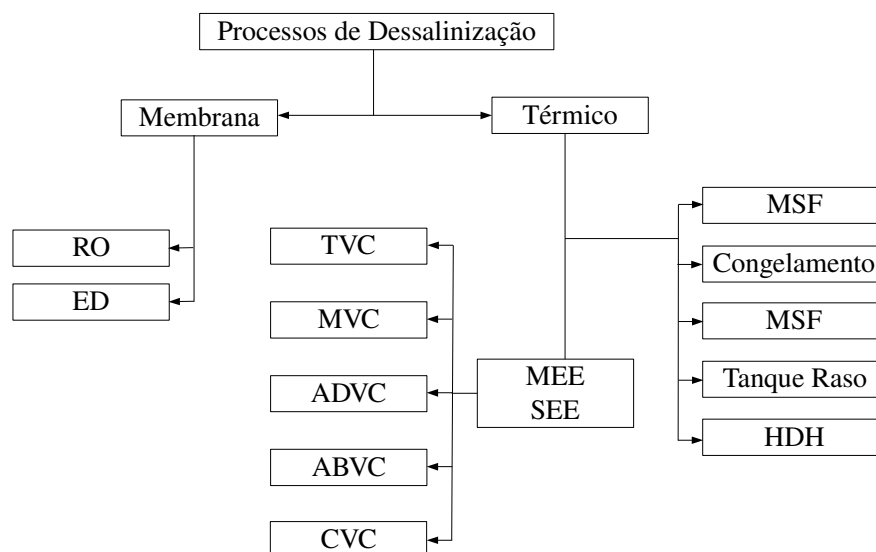 Processos de Dessalinização
Membrana
Térmico
RO
ED
TVC
MVC
ADVC
ABVC
CVC
MEE
SEE
MSF
Congelamento
MSF
Tanque Raso
HDH